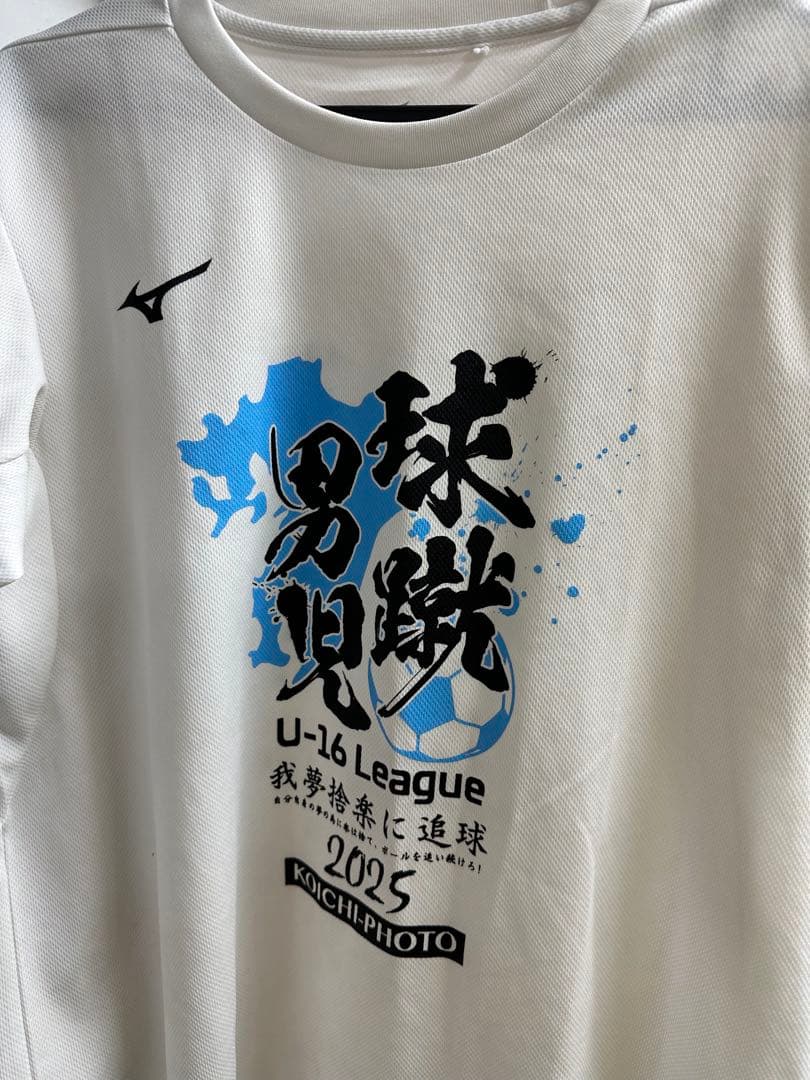 球蹴
男児
U-16 League
我夢捨楽に追球
自分自身の夢の為に楽は捨て、ボールを追い続けろ!
2025
KOICHI-PHOTO